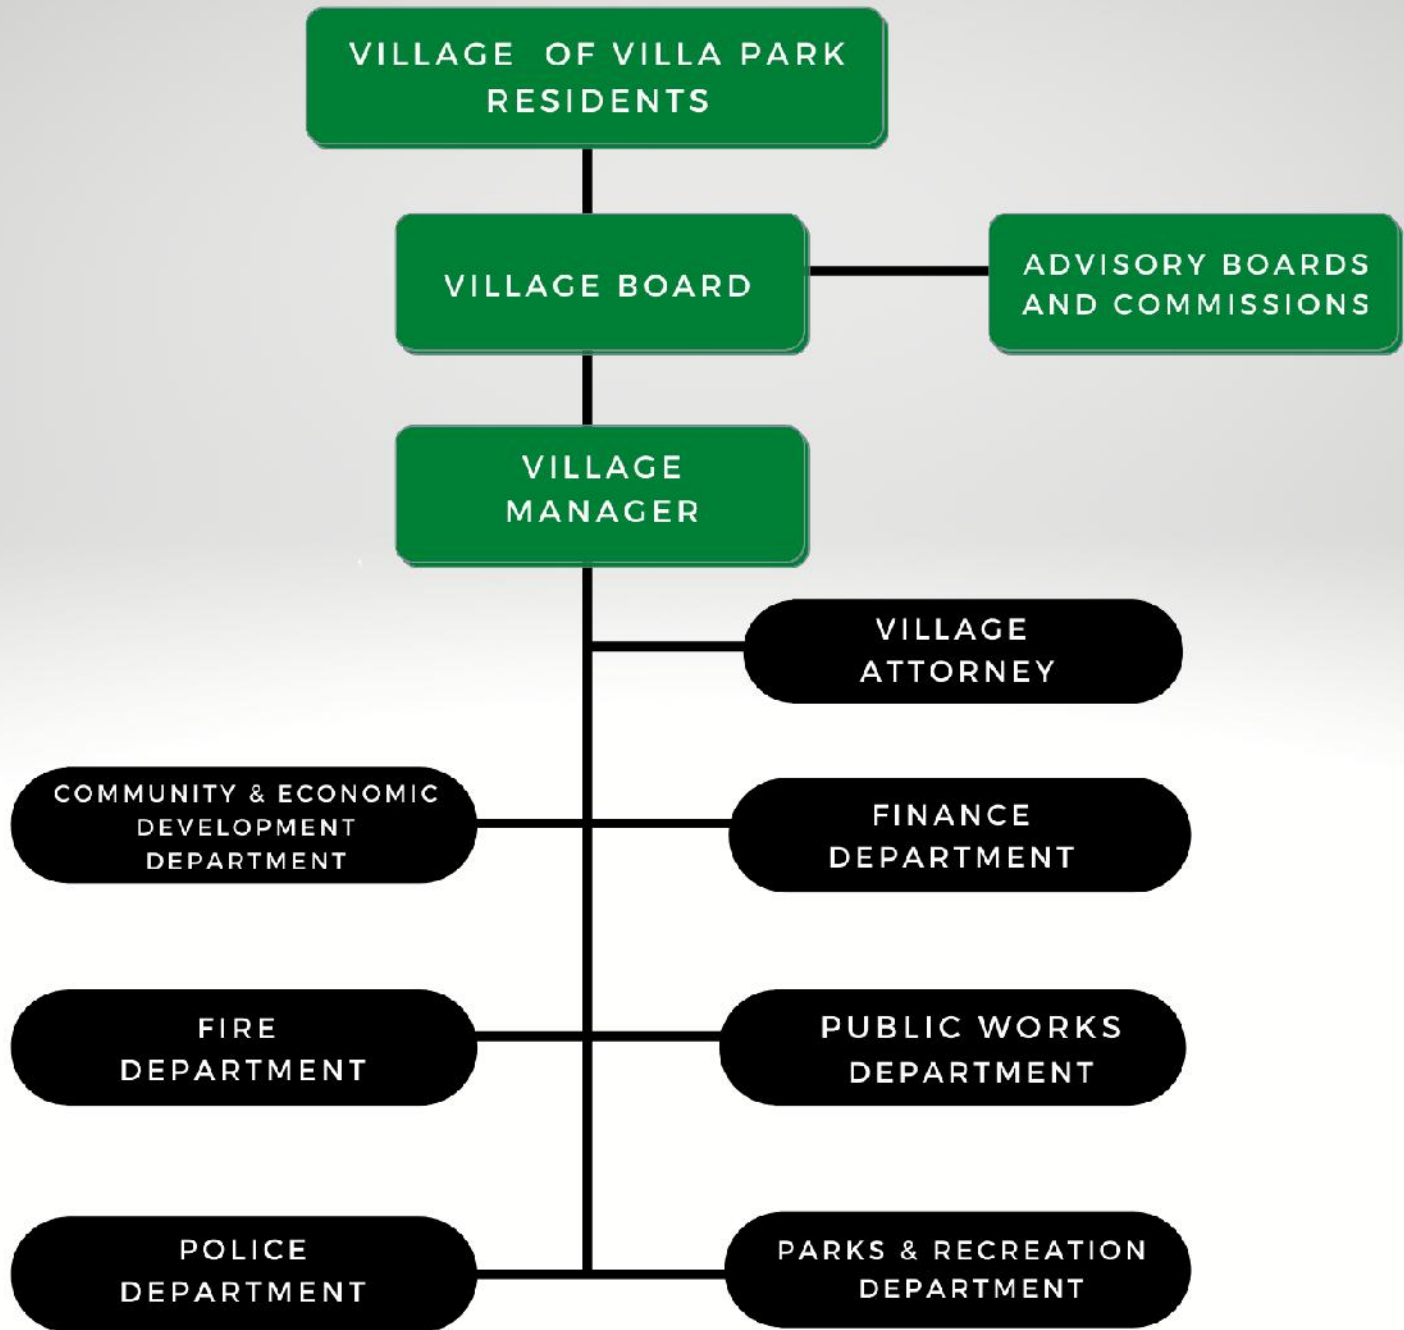 VILLAGE OF VILLA PARK
RESIDENTS
VILLAGE BOARD
ADVISORY BOARDS
AND COMMISSIONS
VILLAGE
MANAGER
VILLAGE
ATTORNEY
COMMUNITY & ECONOMIC
DEVELOPMENT
DEPARTMENT
FINANCE
DEPARTMENT
FIRE
DEPARTMENT
PUBLIC WORKS
DEPARTMENT
POLICE
DEPARTMENT
PARKS & RECREATION
DEPARTMENT